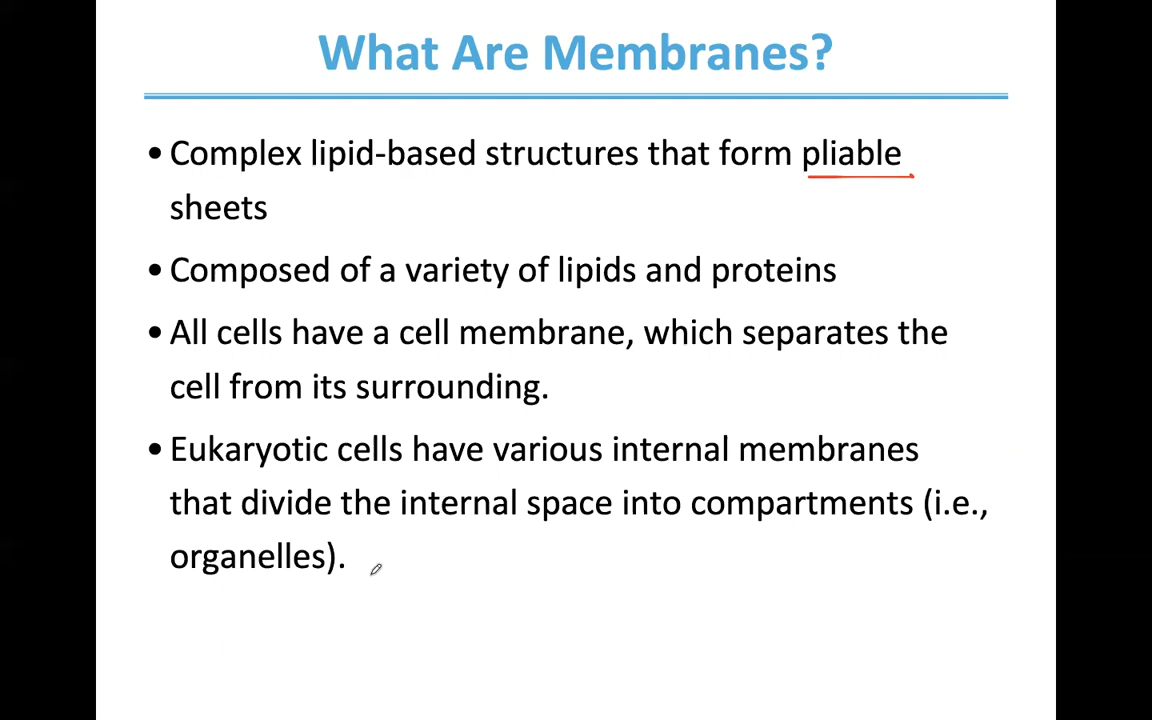 What Are Membranes?
• Complex lipid-based structures that form pliable
sheets
• Composed of a variety of lipids and proteins
• All cells have a cell membrane, which separates the
cell from its surrounding.
• Eukaryotic cells have various internal membranes
that divide the internal space into compartments (i.e.,
organelles).